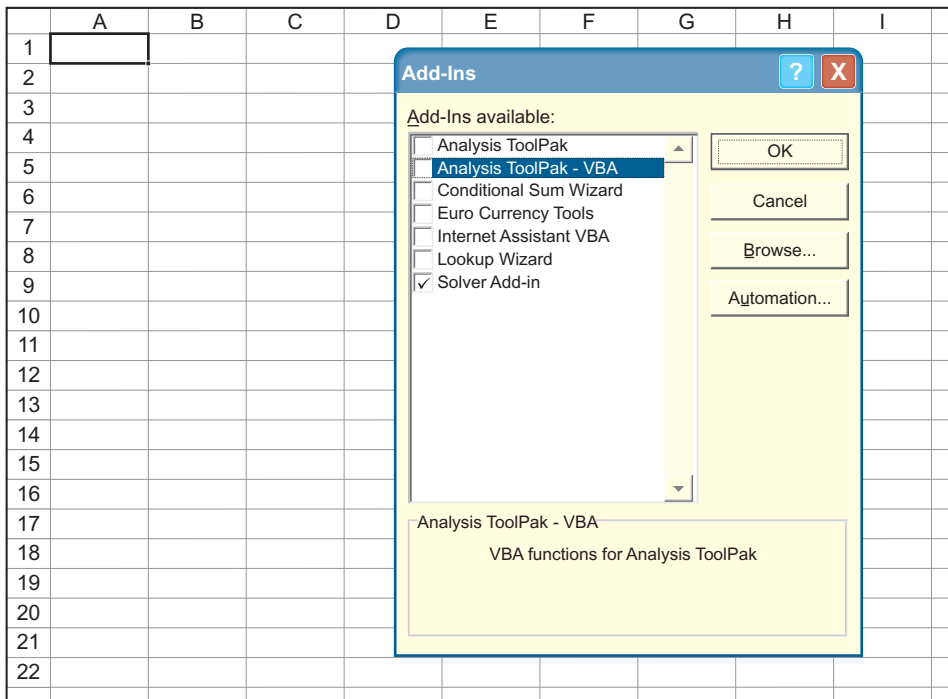 A B C D E F G H I
1
2
3
4
5
6
7
8
9
10
11
12
13
14
15
16
17
18
19
20
21
22
Add-Ins ? X
Add-Ins available:
Analysis ToolPak
Analysis ToolPak - VBA
Conditional Sum Wizard
Euro Currency Tools
Internet Assistant VBA
Lookup Wizard
Solver Add-in
OK
Cancel
Browse...
Automation...
Analysis ToolPak - VBA
VBA functions for Analysis ToolPak